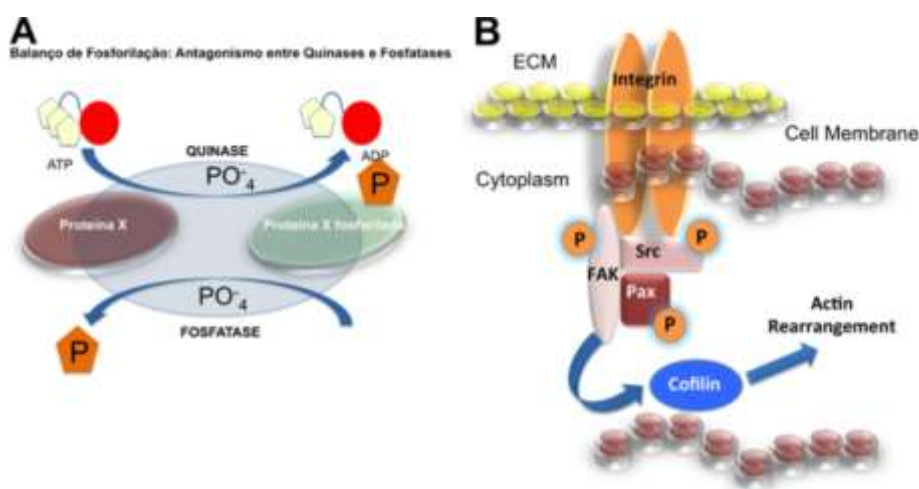 A
Balanço de Fosforilação: Antagonismo entre Quinases e Fosfatases
ATP
QUINASE
ADP
PO⁻₄
P
Proteína X
Proteína X fosforilada
PO⁻₄
FOSFATASE
P
B
ECM
Integrin
Cell Membrane
Cytoplasm
P
P
Src
FAK
Pax
P
Actin
Rearrangement
Cofilin